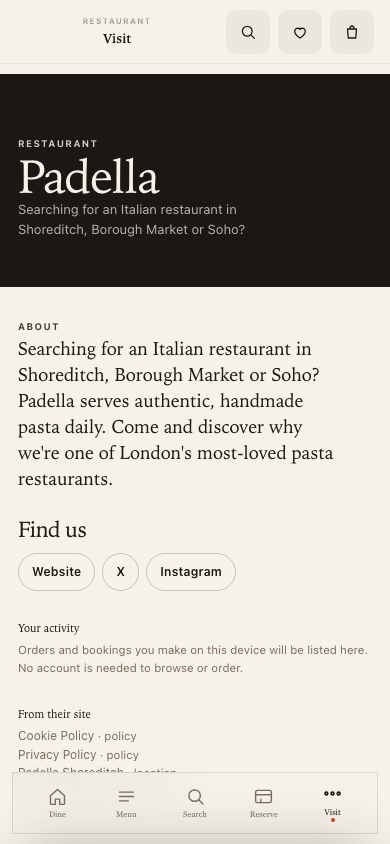 RESTAURANT
Visit
RESTAURANT
Padella
Searching for an Italian restaurant in
Shoreditch, Borough Market or Soho?
ABOUT
Searching for an Italian restaurant in
Shoreditch, Borough Market or Soho?
Padella serves authentic, handmade
pasta daily. Come and discover why
we're one of London's most-loved pasta
restaurants.
Find us
Website X Instagram
Your activity
Orders and bookings you make on this device will be listed here.
No account is needed to browse or order.
From their site
Cookie Policy · policy
Privacy Policy · policy
Padella Shoreditch · location
Dine Menu Search Reserve Visit